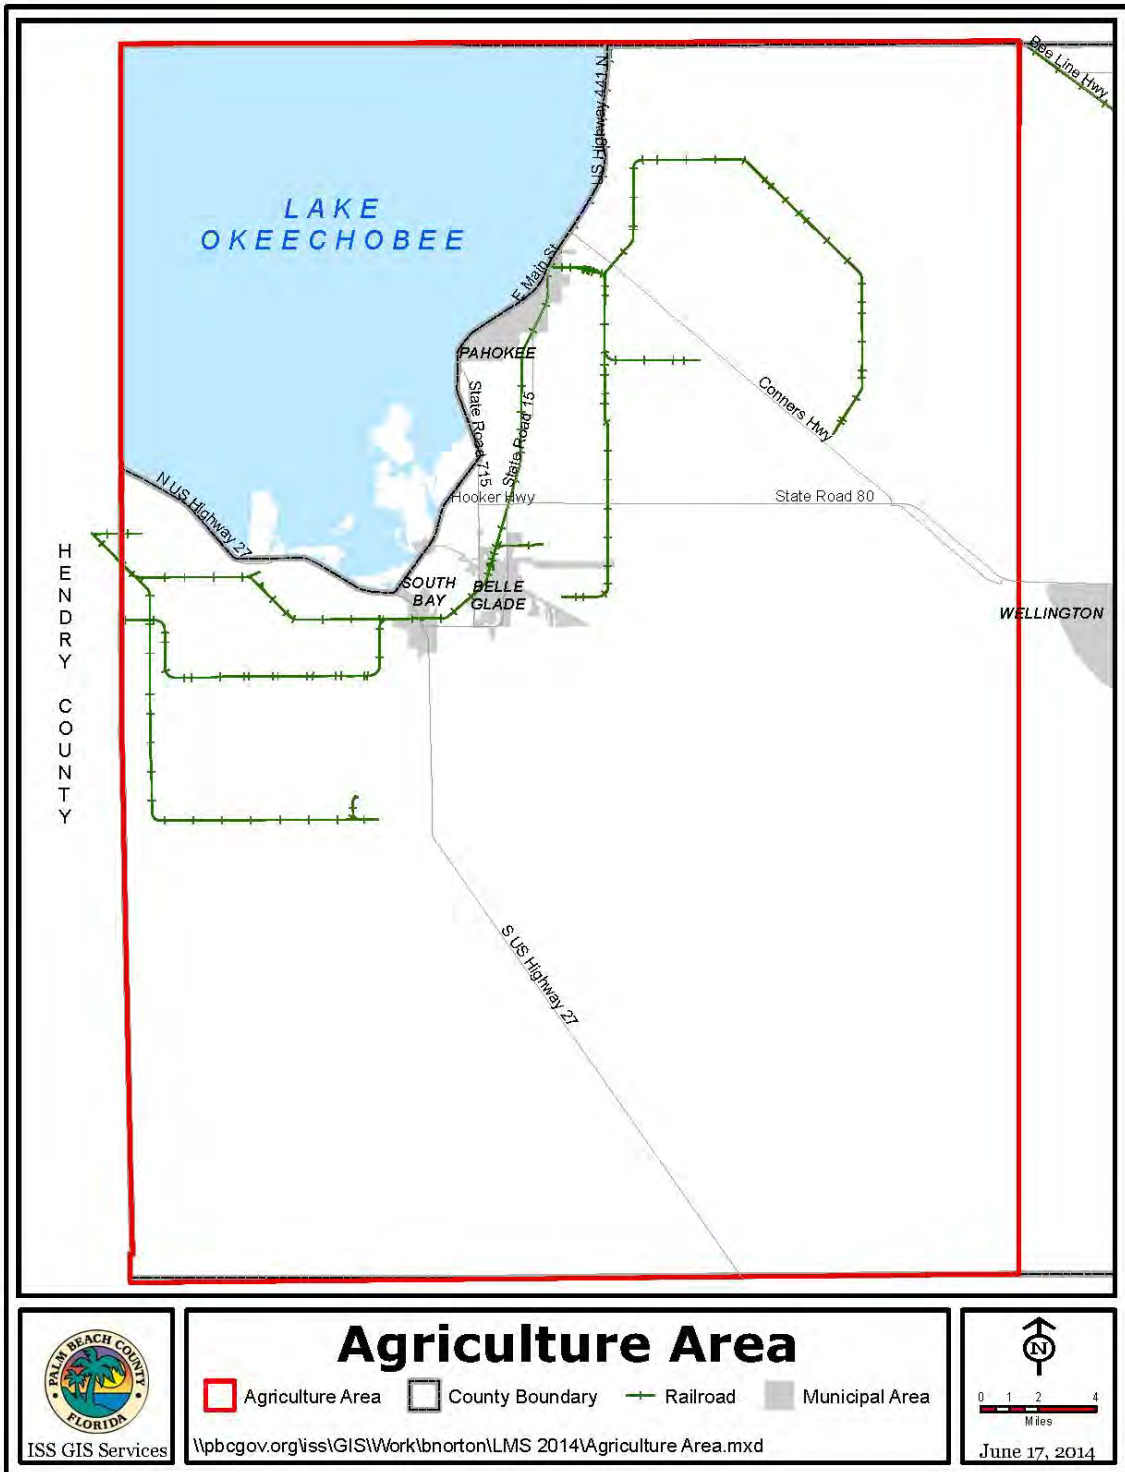 Bee Line Hwy
US Highway 441 N
LAKE
OKEECHOBEE
E Main St
PAHOKEE
State Road 715
State Road 15
Conners Hwy
Hooker Hwy
State Road 80
N US Highway 27
HENDRY COUNTY
SOUTH
BAY
BELLE
GLADE
WELLINGTON
S US Highway 27
PALM BEACH COUNTY
FLORIDA
ISS GIS Services
Agriculture Area
Agriculture Area County Boundary Railroad Municipal Area
\\pbcgov.org\iss\GIS\Work\bnorton\LMS 2014\Agriculture Area.mxd
N
0 1 2 4
Miles
June 17, 2014